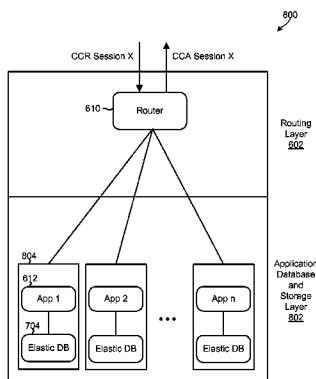 800
CCR Session X
CCA Session X
610
Router
Routing
Layer
602
804
612
App 1
App 2
App n
704
Elastic DB
Elastic DB
Elastic DB
Application
Database
and
Storage
Layer
802